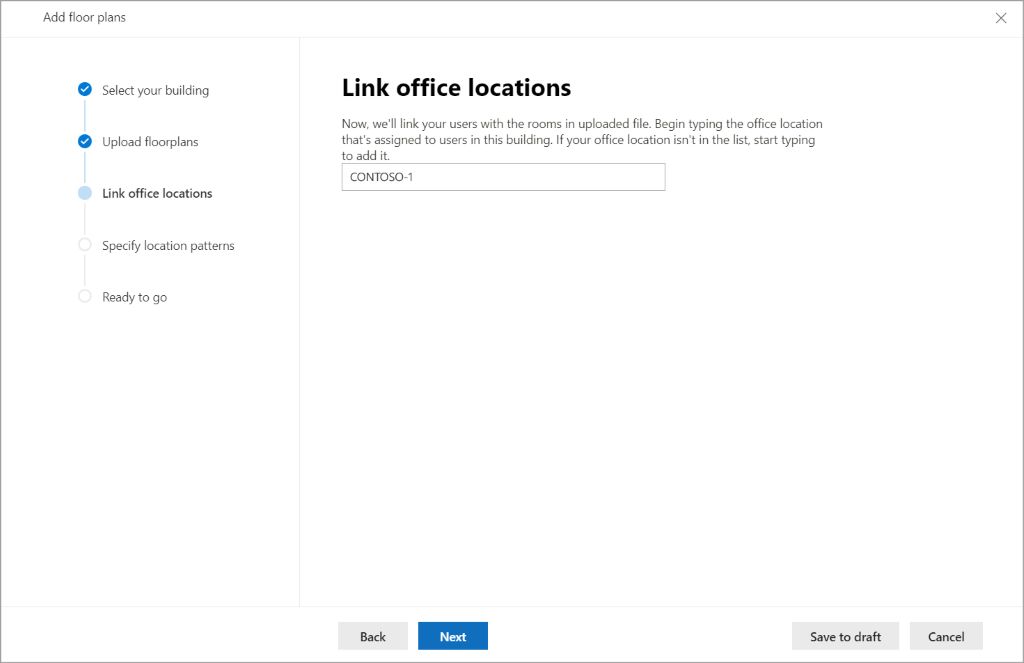 Add floor plans
Select your building
Upload floorplans
Link office locations
Specify location patterns
Ready to go
Link office locations
Now, we'll link your users with the rooms in uploaded file. Begin typing the office location
that's assigned to users in this building. If your office location isn't in the list, start typing
to add it.
CONTOSO-1
Back
Next
Save to draft
Cancel